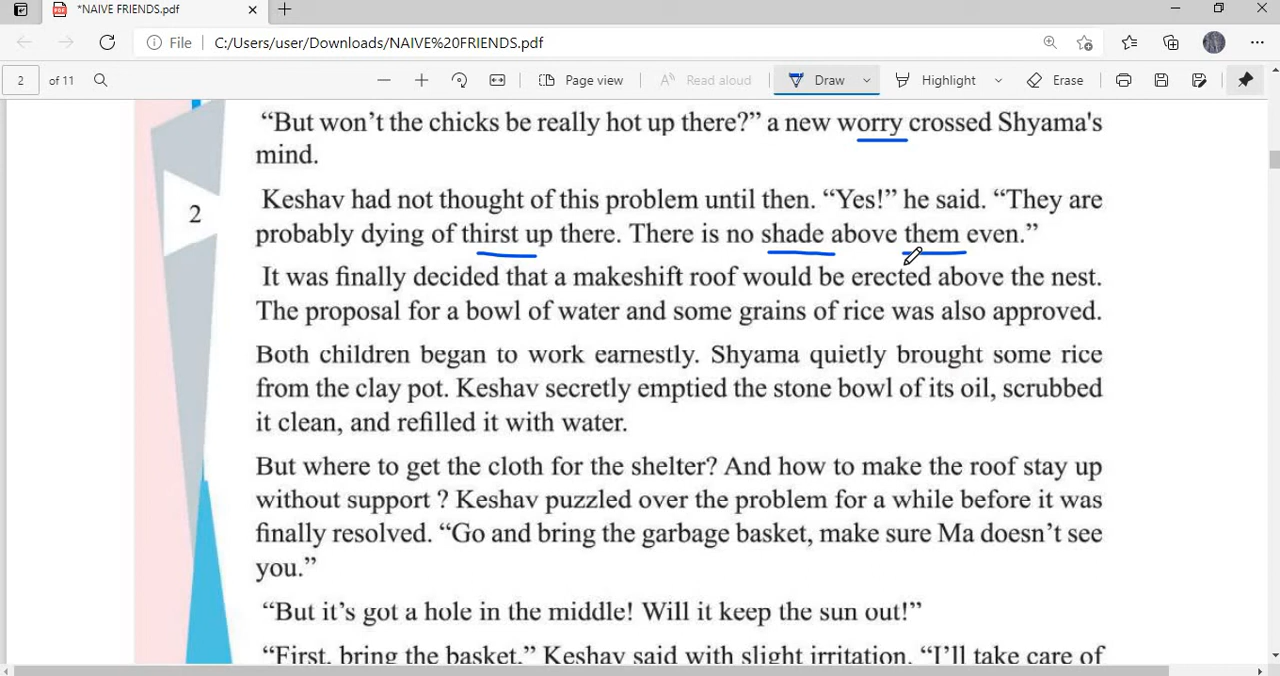 *NAIVE FRIENDS.pdf
File C:/Users/user/Downloads/NAIVE%20FRIENDS.pdf
2 of 11 Page view Read aloud Draw Highlight Erase
“But won’t the chicks be really hot up there?” a new worry crossed Shyama's
mind.
Keshav had not thought of this problem until then. “Yes!” he said. “They are
2
probably dying of thirst up there. There is no shade above them even.”
It was finally decided that a makeshift roof would be erected above the nest.
The proposal for a bowl of water and some grains of rice was also approved.
Both children began to work earnestly. Shyama quietly brought some rice
from the clay pot. Keshav secretly emptied the stone bowl of its oil, scrubbed
it clean, and refilled it with water.
But where to get the cloth for the shelter? And how to make the roof stay up
without support ? Keshav puzzled over the problem for a while before it was
finally resolved. “Go and bring the garbage basket, make sure Ma doesn’t see
you.”
“But it’s got a hole in the middle! Will it keep the sun out!”
“First, bring the basket,” Keshav said with slight irritation. “I’ll take care of